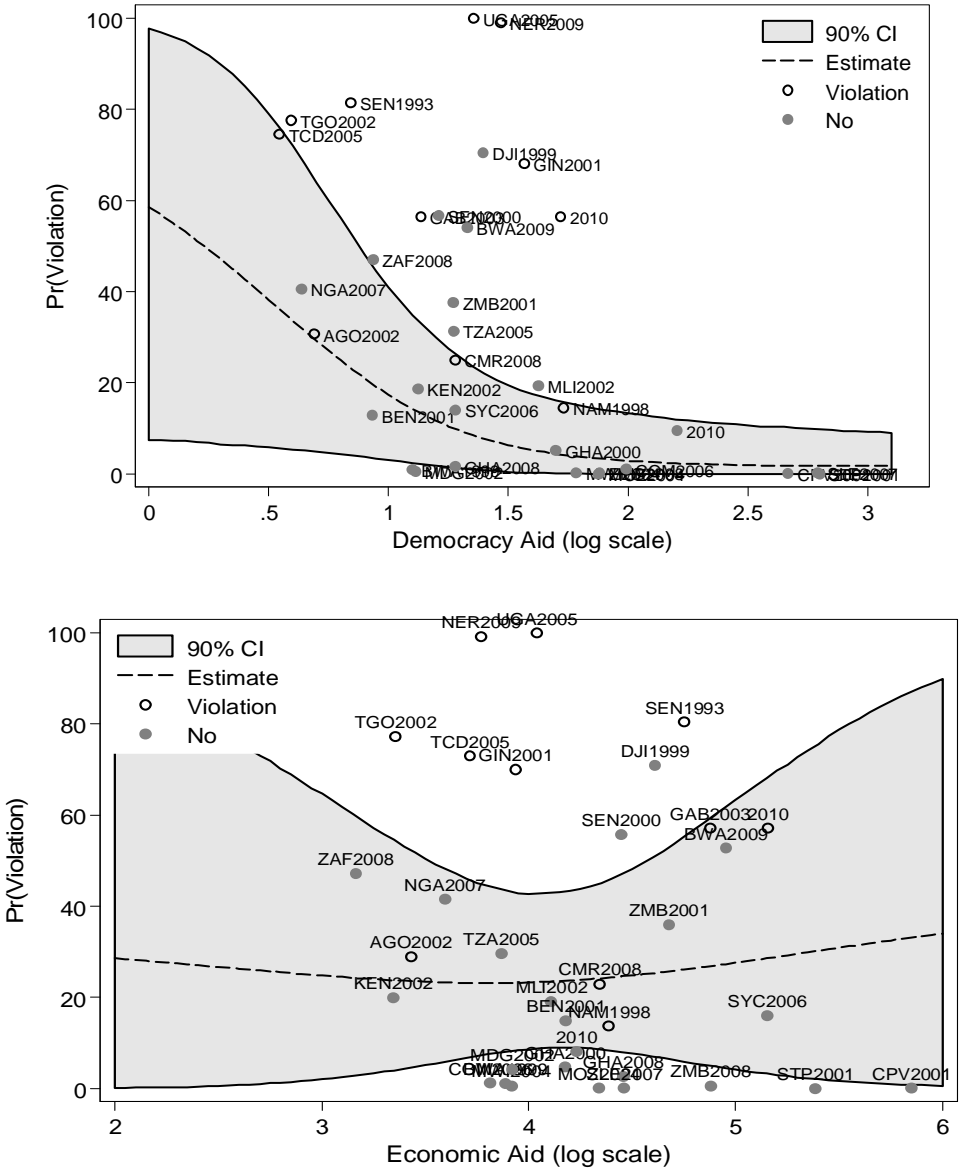 100
80
60
40
20
0
Pr(Violation)
0
.5
1
1.5
2
2.5
3
Democracy Aid (log scale)
90% CI
Estimate
Violation
No
UGA2005
NER2009
SEN1993
TGO2002
TCD2005
DJI1999
GIN2001
GAB2003
SEN2000
2010
BWA2009
ZAF2008
NGA2007
ZMB2001
AGO2002
TZA2005
CMR2008
KEN2002
MLI2002
BEN2001
SYC2006
NAM1998
2010
GHA2000
GHA2008
MDG2002
COM2006
100
80
60
40
20
0
Pr(Violation)
2
3
4
5
6
Economic Aid (log scale)
90% CI
Estimate
Violation
No
NER2009
UGA2005
TGO2002
SEN1993
TCD2005
GIN2001
DJI1999
SEN2000
GAB2003
2010
BWA2009
ZAF2008
NGA2007
ZMB2001
AGO2002
TZA2005
KEN2002
CMR2008
MLI2002
BEN2001
NAM1998
SYC2006
2010
GHA2000
MDG2002
GHA2008
ZMB2008
STP2001
CPV2001